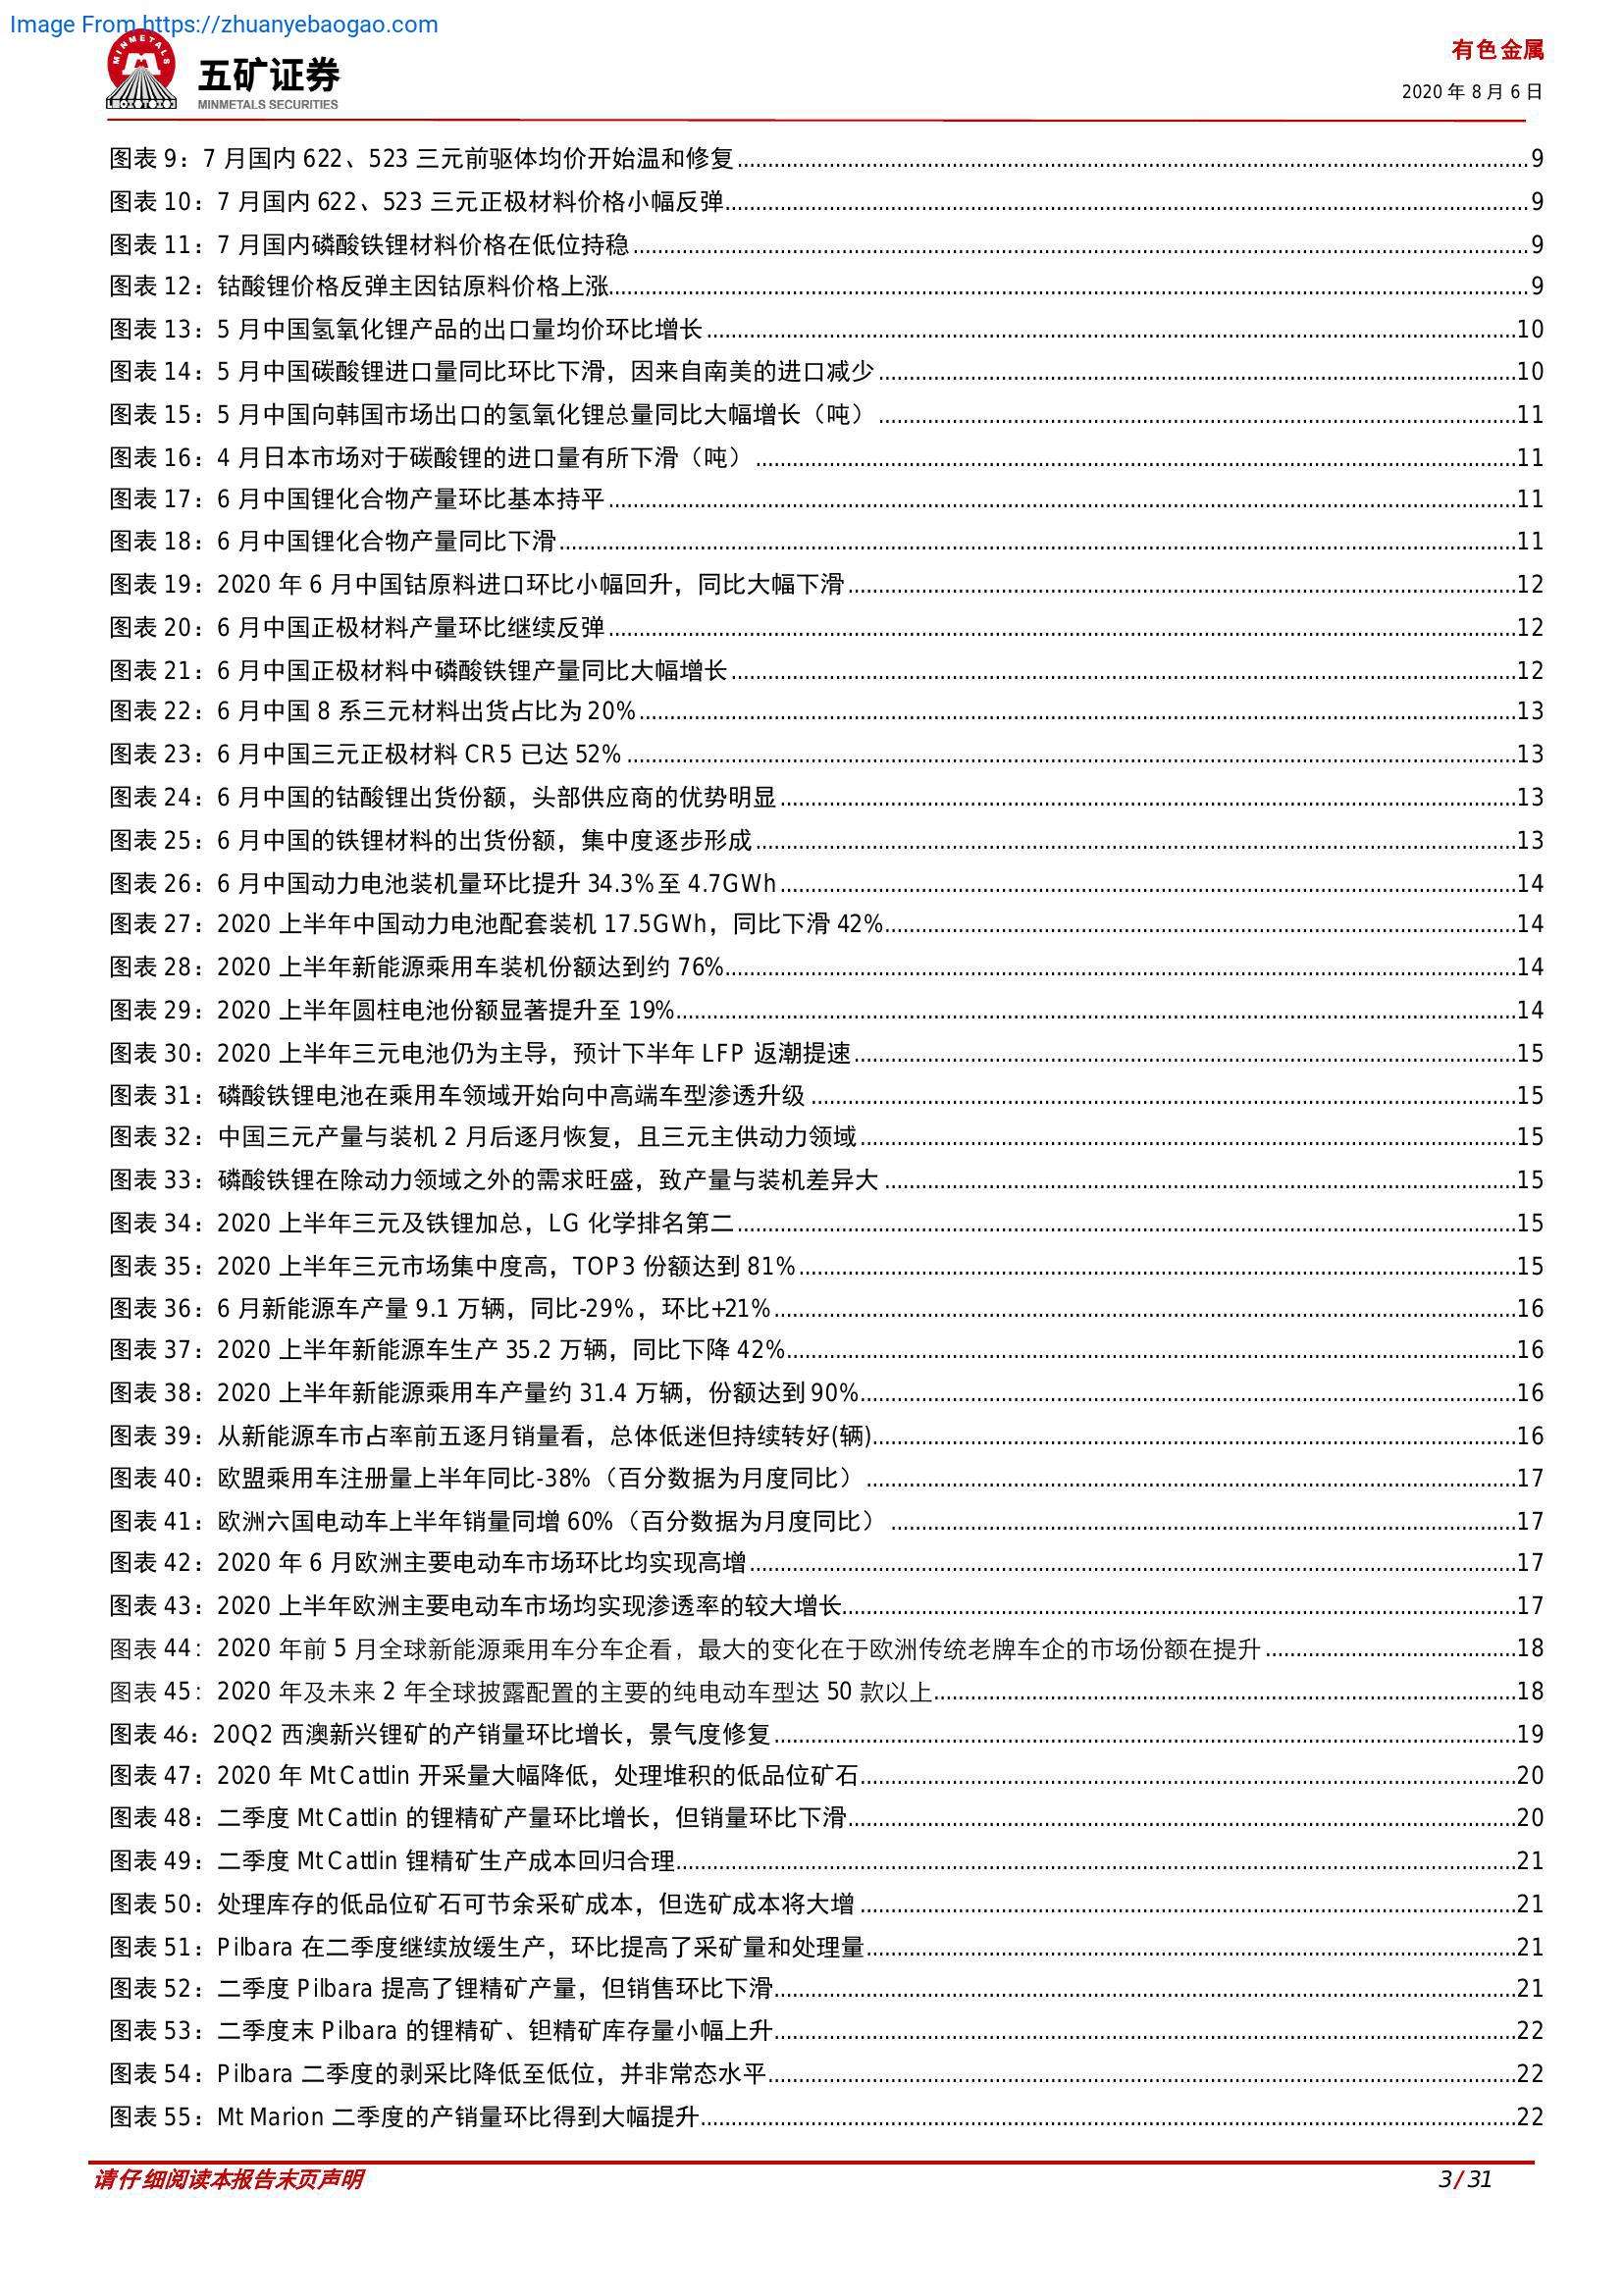 Image From https://zhuanyebaogao.com
MINMETALS
五矿证券
MINMETALS SECURITIES
有色金属
2020 年 8 月 6 日
图表 9：7 月国内 622、523 三元前驱体均价开始温和修复........9
图表 10：7 月国内 622、523 三元正极材料价格小幅反弹........9
图表 11：7 月国内磷酸铁锂材料价格在低位持稳........9
图表 12：钴酸锂价格反弹主因钴原料价格上涨........9
图表 13：5 月中国氢氧化锂产品的出口量均价环比增长........10
图表 14：5 月中国碳酸锂进口量同比环比下滑，因来自南美的进口减少........10
图表 15：5 月中国向韩国市场出口的氢氧化锂总量同比大幅增长（吨）........11
图表 16：4 月日本市场对于碳酸锂的进口量有所下滑（吨）........11
图表 17：6 月中国锂化合物产量环比基本持平........11
图表 18：6 月中国锂化合物产量同比下滑........11
图表 19：2020 年 6 月中国钴原料进口环比小幅回升，同比大幅下滑........12
图表 20：6 月中国正极材料产量环比继续反弹........12
图表 21：6 月中国正极材料中磷酸铁锂产量同比大幅增长........12
图表 22：6 月中国 8 系三元材料出货占比为 20%........13
图表 23：6 月中国三元正极材料 CR5 已达 52%........13
图表 24：6 月中国的钴酸锂出货份额，头部供应商的优势明显........13
图表 25：6 月中国的铁锂材料的出货份额，集中度逐步形成........13
图表 26：6 月中国动力电池装机量环比提升 34.3%至 4.7GWh........14
图表 27：2020 上半年中国动力电池配套装机 17.5GWh，同比下滑 42%........14
图表 28：2020 上半年新能源乘用车装机份额达到约 76%........14
图表 29：2020 上半年圆柱电池份额显著提升至 19%........14
图表 30：2020 上半年三元电池仍为主导，预计下半年 LFP 返潮提速........15
图表 31：磷酸铁锂电池在乘用车领域开始向中高端车型渗透升级........15
图表 32：中国三元产量与装机 2 月后逐月恢复，且三元主供动力领域........15
图表 33：磷酸铁锂在除动力领域之外的需求旺盛，致产量与装机差异大........15
图表 34：2020 上半年三元及铁锂加总，LG 化学排名第二........15
图表 35：2020 上半年三元市场集中度高，TOP3 份额达到 81%........15
图表 36：6 月新能源车产量 9.1 万辆，同比-29%，环比+21%........16
图表 37：2020 上半年新能源车生产 35.2 万辆，同比下降 42%........16
图表 38：2020 上半年新能源乘用车产量约 31.4 万辆，份额达到 90%........16
图表 39：从新能源车市占率前五逐月销量看，总体低迷但持续转好(辆)........16
图表 40：欧盟乘用车注册量上半年同比-38%（百分数据为月度同比）........17
图表 41：欧洲六国电动车上半年销量同增 60%（百分数据为月度同比）........17
图表 42：2020 年 6 月欧洲主要电动车市场环比均实现高增........17
图表 43：2020 上半年欧洲主要电动车市场均实现渗透率的较大增长........17
图表 44：2020 年前 5 月全球新能源乘用车分车企看，最大的变化在于欧洲传统老牌车企的市场份额在提升........18
图表 45：2020 年及未来 2 年全球披露配置的主要的纯电动车型达 50 款以上........18
图表 46：20Q2 西澳新兴锂矿的产销量环比增长，景气度修复........19
图表 47：2020 年 Mt Cattlin 开采量大幅降低，处理堆积的低品位矿石........20
图表 48：二季度 Mt Cattlin 的锂精矿产量环比增长，但销量环比下滑........20
图表 49：二季度 Mt Cattlin 锂精矿生产成本回归合理........21
图表 50：处理库存的低品位矿石可节余采矿成本，但选矿成本将大增........21
图表 51：Pilbara 在二季度继续放缓生产，环比提高了采矿量和处理量........21
图表 52：二季度 Pilbara 提高了锂精矿产量，但销售环比下滑........21
图表 53：二季度末 Pilbara 的锂精矿、钽精矿库存量小幅上升........22
图表 54：Pilbara 二季度的剥采比降低至低位，并非常态水平........22
图表 55：Mt Marion 二季度的产销量环比得到大幅提升........22
请仔细阅读本报告末页声明
3/31